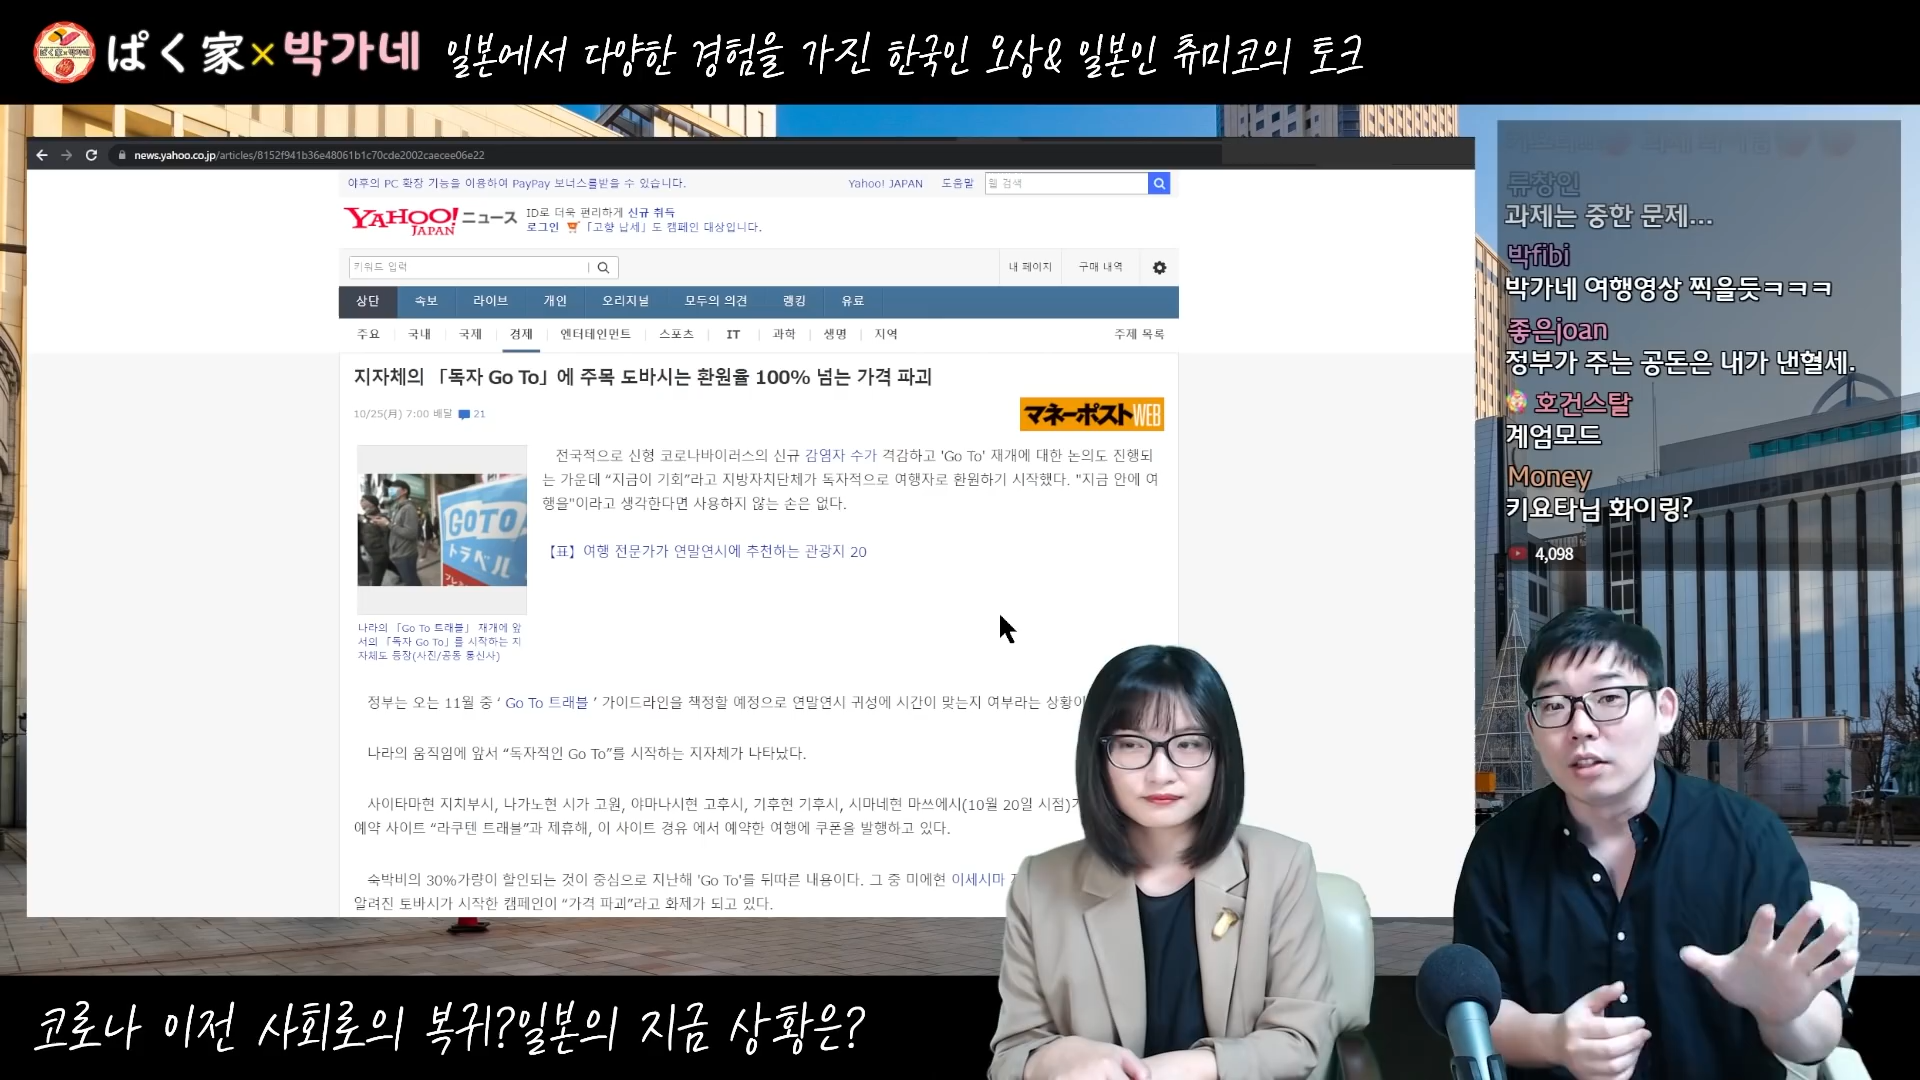 ぱく家×박가네 일본에서 다양한 경험을 가진 한국인 오상& 일본인 츄미코의 토크
news.yahoo.co.jp/articles/8152f941b36e48061b1c70cde2002caecee06e22
야후의 PC 확장 기능을 이용하여 PayPay 보너스를받을 수 있습니다.
Yahoo! JAPAN 도움말 웹 검색
YAHOO! JAPAN ニュース
ID로 더욱 편리하게 신규 취득
로그인 「고향 납세」도 캠페인 대상입니다.
키워드 입력
내 페이지 구매 내역
상단 속보 라이브 개인 오리지널 모두의 의견 랭킹 유료
주요 국내 국제 경제 엔터테인먼트 스포츠 IT 과학 생명 지역 주제 목록
지자체의 「독자 Go To」에 주목 도바시는 환원율 100% 넘는 가격 파괴
10/25(月) 7:00 배달 21
マネーポストWEB
GOTO
トラベル
전국적으로 신형 코로나바이러스의 신규 감염자 수가 격감하고 'Go To' 재개에 대한 논의도 진행되
는 가운데 “지금이 기회”라고 지방자치단체가 독자적으로 여행자로 환원하기 시작했다. "지금 안에 여
행을"이라고 생각한다면 사용하지 않는 손은 없다.
【표】여행 전문가가 연말연시에 추천하는 관광지 20
나라의 「Go To 트래블」 재개에 앞
서의 「독자 Go To」를 시작하는 지
자체도 등장(사진/공동 통신사)
정부는 오는 11월 중 ‘ Go To 트래블 ’ 가이드라인을 책정할 예정으로 연말연시 귀성에 시간이 맞는지 여부라는 상황이
나라의 움직임에 앞서 “독자적인 Go To”를 시작하는 지자체가 나타났다.
사이타마현 지치부시, 나가노현 시가 고원, 야마나시현 고후시, 기후현 기후시, 시마네현 마쓰에시(10월 20일 시점)
예약 사이트 “라쿠텐 트래블”과 제휴해, 이 사이트 경유 에서 예약한 여행에 쿠폰을 발행하고 있다.
숙박비의 30%가량이 할인되는 것이 중심으로 지난해 'Go To'를 뒤따른 내용이다. 그 중 미에현 이세시마
알려진 토바시가 시작한 캠페인이 “가격 파괴”라고 화제가 되고 있다.
류창인
과제는 중한 문제...
박fibi
박가네 여행영상 찍을듯ㅋㅋㅋ
좋은joan
정부가 주는 공돈은 내가 낸혈세.
호건스탈
계엄모드
Money
키요타님 화이링?
4,098
코로나 이전 사회로의 복귀?일본의 지금 상황은?